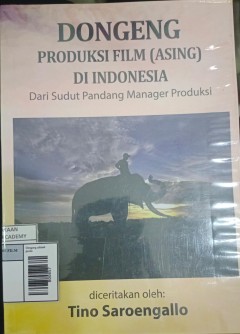 DONGENG
PRODUKSI FILM (ASING)
DI INDONESIA
Dari Sudut Pandang Manager Produksi
diceritakan oleh:
Tino Saroengallo